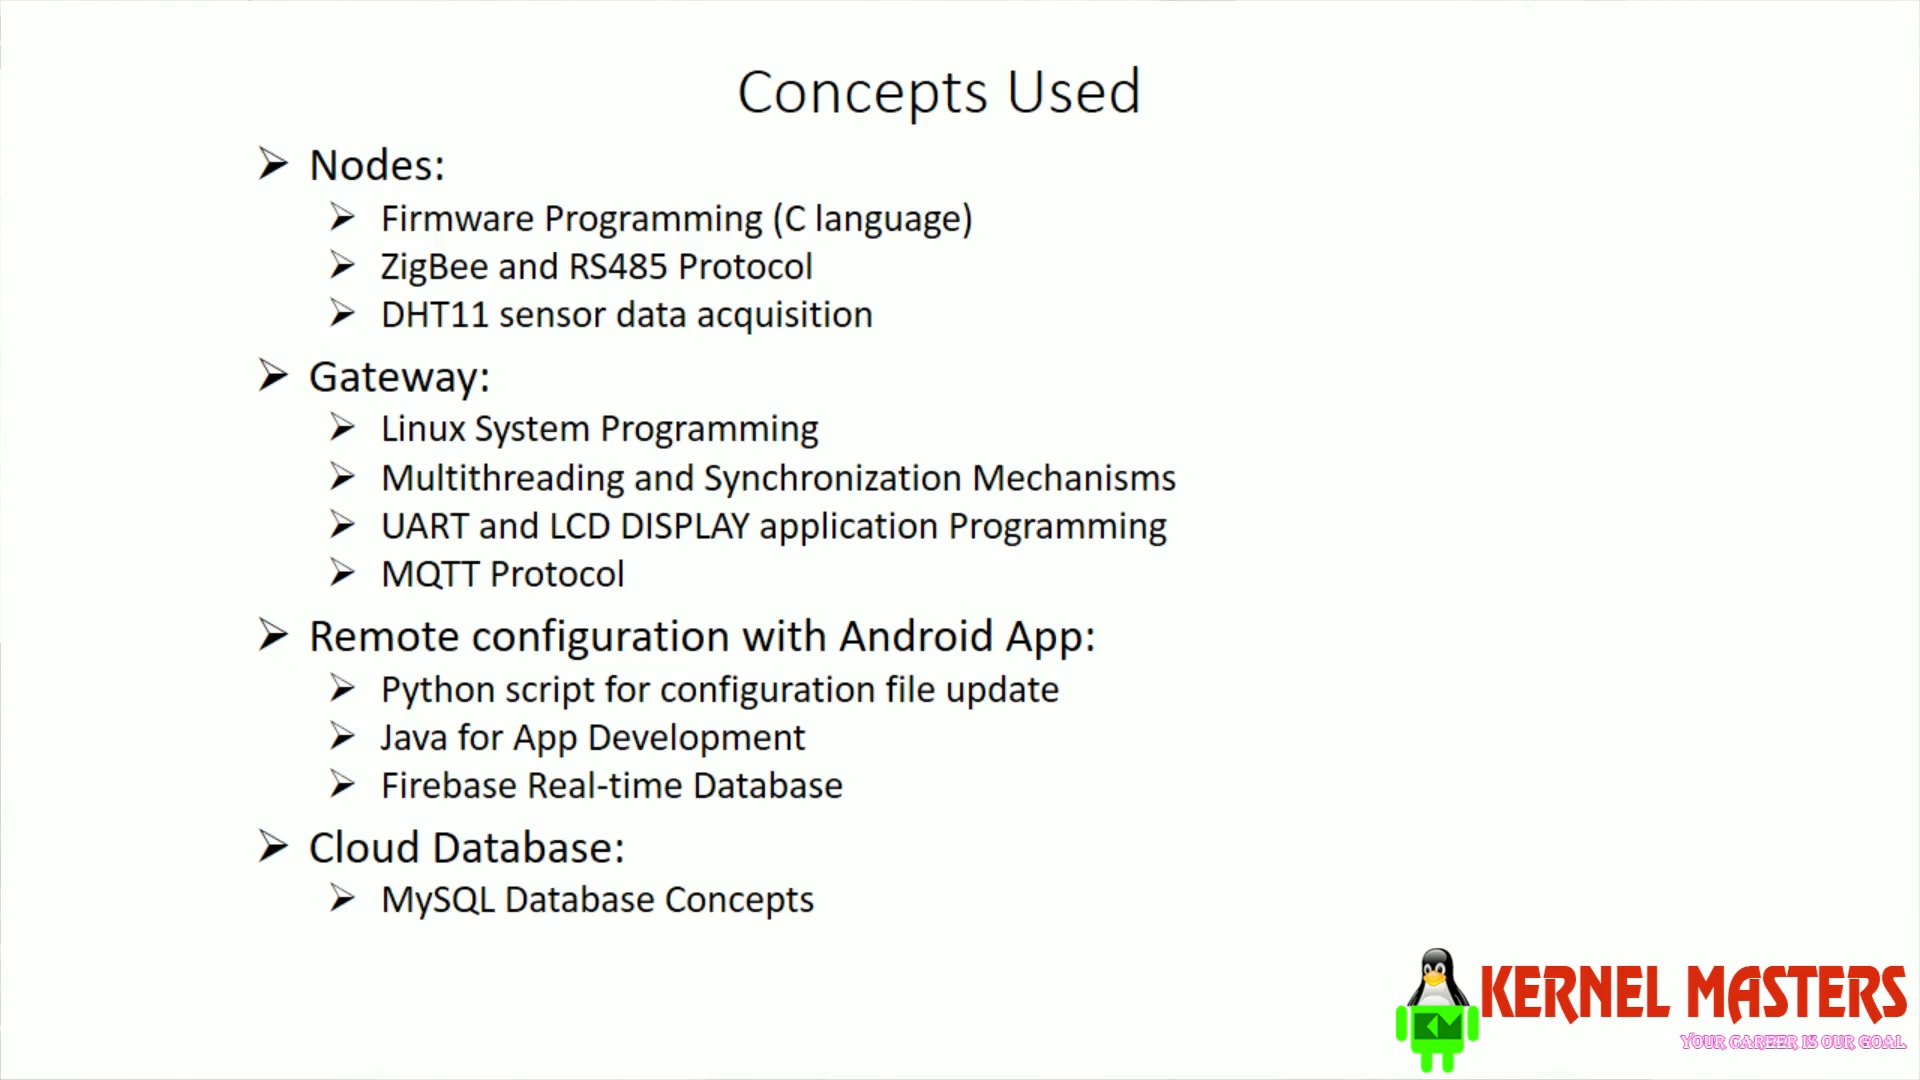 Concepts Used
Nodes:
Firmware Programming (C language)
ZigBee and RS485 Protocol
DHT11 sensor data acquisition
Gateway:
Linux System Programming
Multithreading and Synchronization Mechanisms
UART and LCD DISPLAY application Programming
MQTT Protocol
Remote configuration with Android App:
Python script for configuration file update
Java for App Development
Firebase Real-time Database
Cloud Database:
MySQL Database Concepts
KERNEL MASTERS
YOUR CAREER IS OUR GOAL
KM